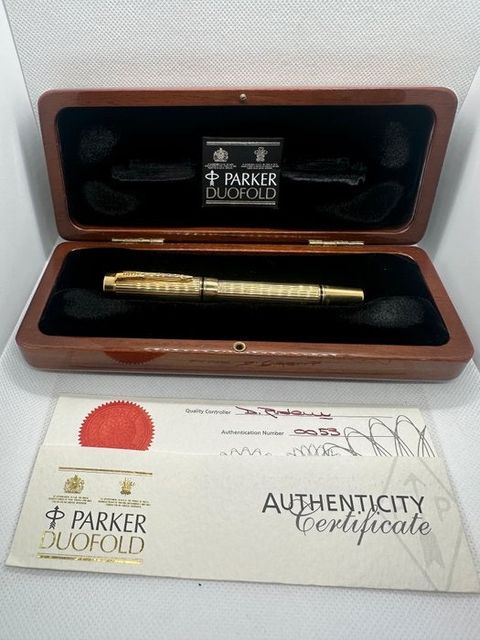 PARKER
DUOFOLD
Quality Controller
Authentication Number 0053
PARKER
DUOFOLD
AUTHENTICITY
Certificate
P